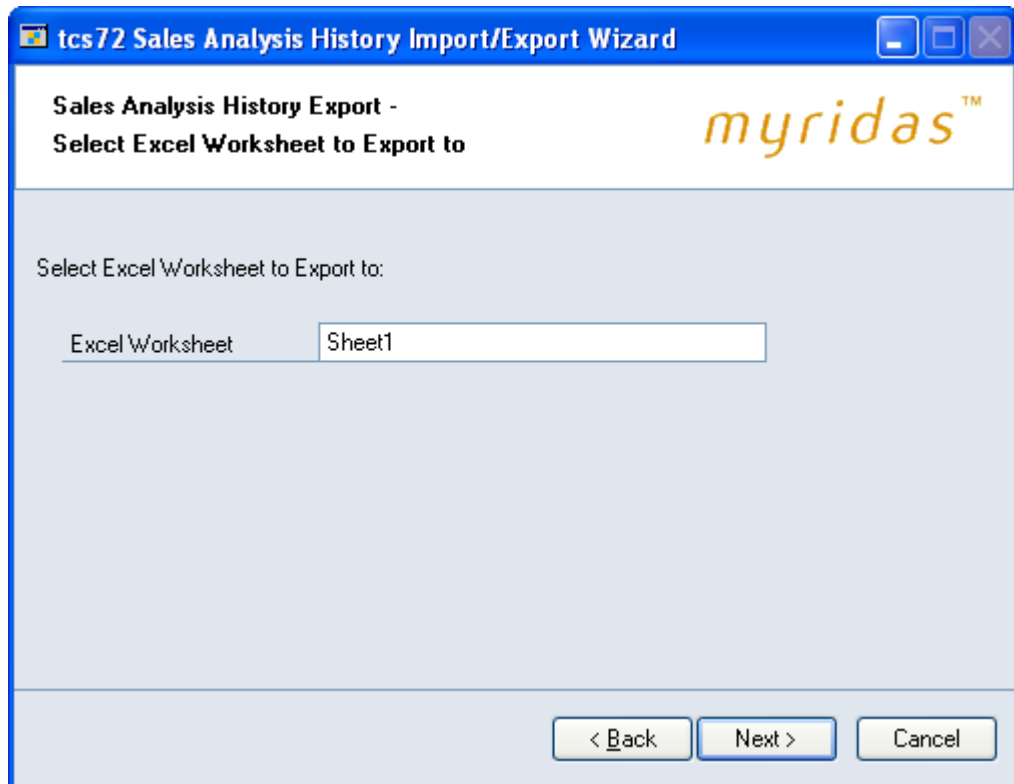 tcs72 Sales Analysis History Import/Export Wizard
Sales Analysis History Export -
Select Excel Worksheet to Export to
myridas™
Select Excel Worksheet to Export to:
Excel Worksheet Sheet1
< Back Next > Cancel